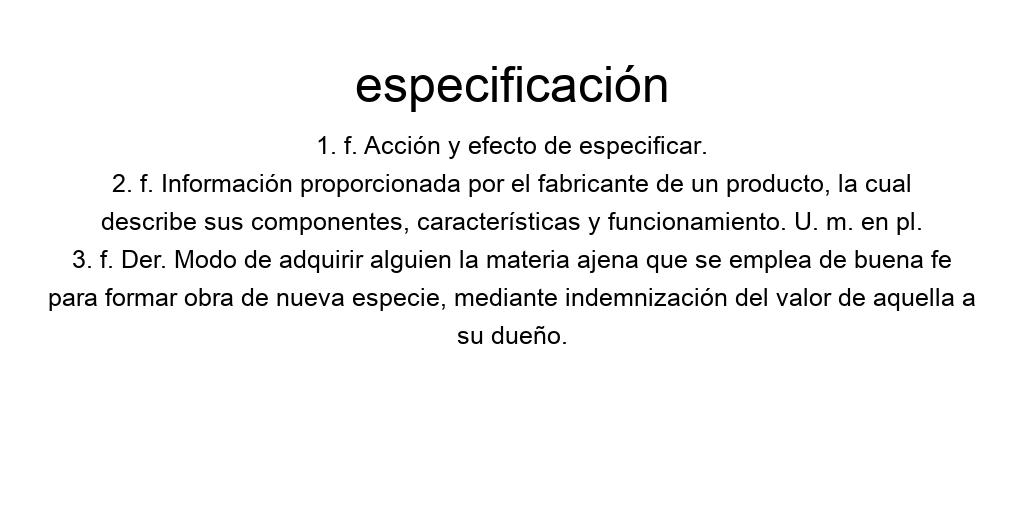 especificación
1. f. Acción y efecto de especificar.
2. f. Información proporcionada por el fabricante de un producto, la cual
describe sus componentes, características y funcionamiento. U. m. en pl.
3. f. Der. Modo de adquirir alguien la materia ajena que se emplea de buena fe
para formar obra de nueva especie, mediante indemnización del valor de aquella a
su dueño.